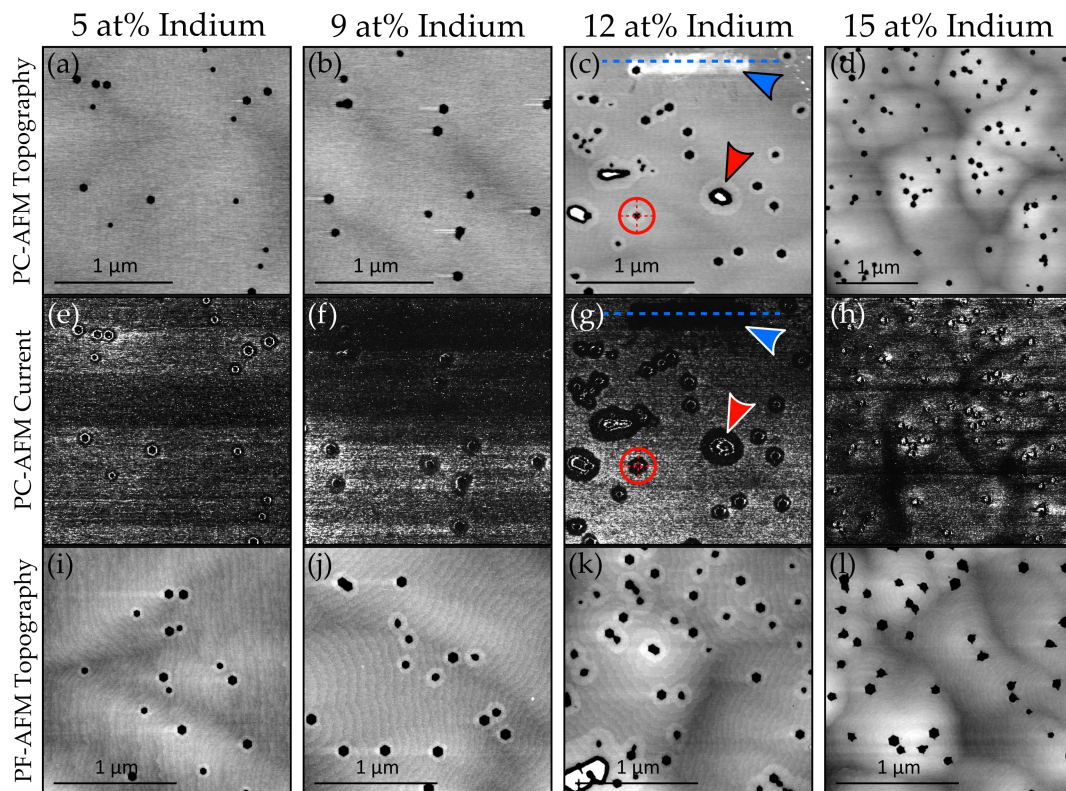 5 at% Indium
9 at% Indium
12 at% Indium
15 at% Indium
PC-AFM Topography
(a)
(b)
(c)
(d)
1 µm
1 µm
1 µm
1 µm
PC-AFM Current
(e)
(f)
(g)
(h)
PF-AFM Topography
(i)
(j)
(k)
(l)
1 µm
1 µm
1 µm
1 µm